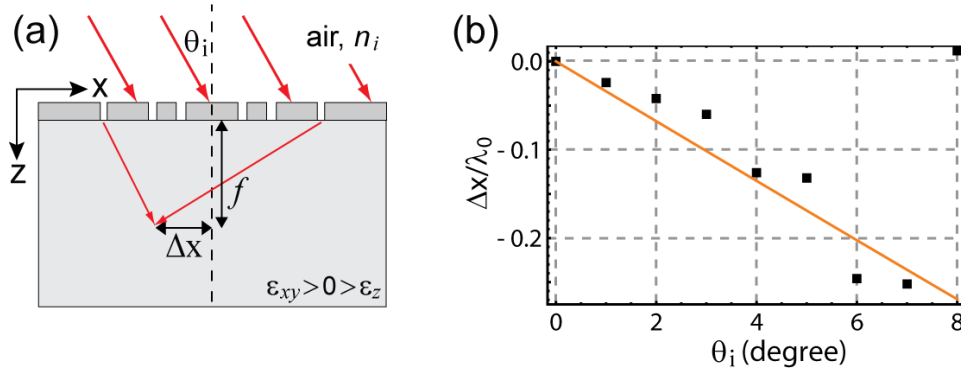 (a)
θi
air, ni
x
z
f
Δx
εxy>0>εz
(b)
Δx/λ0
0.0
-0.1
-0.2
0 2 4 6 8
θi (degree)